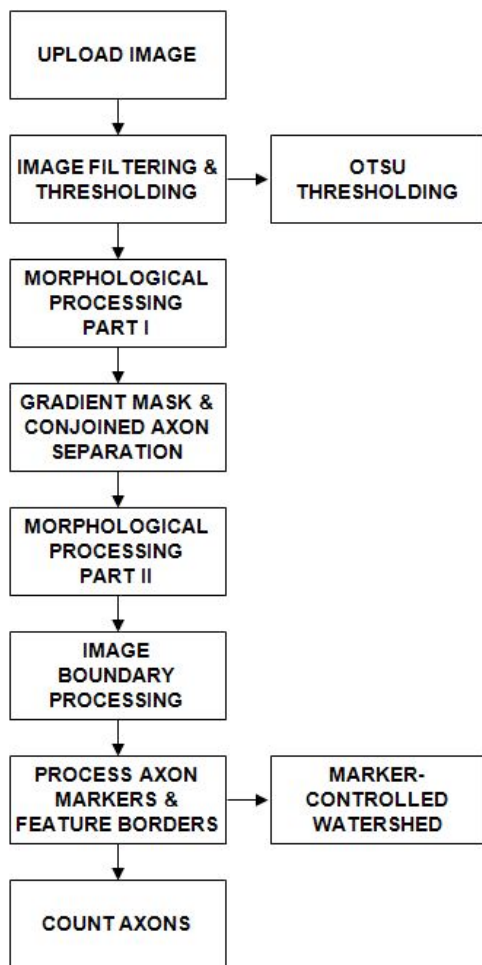 UPLOAD IMAGE
IMAGE FILTERING &
THRESHOLDING
OTSU
THRESHOLDING
MORPHOLOGICAL
PROCESSING
PART I
GRADIENT MASK &
CONJOINED AXON
SEPARATION
MORPHOLOGICAL
PROCESSING
PART II
IMAGE
BOUNDARY
PROCESSING
PROCESS AXON
MARKERS &
FEATURE BORDERS
MARKER-
CONTROLLED
WATERSHED
COUNT AXONS